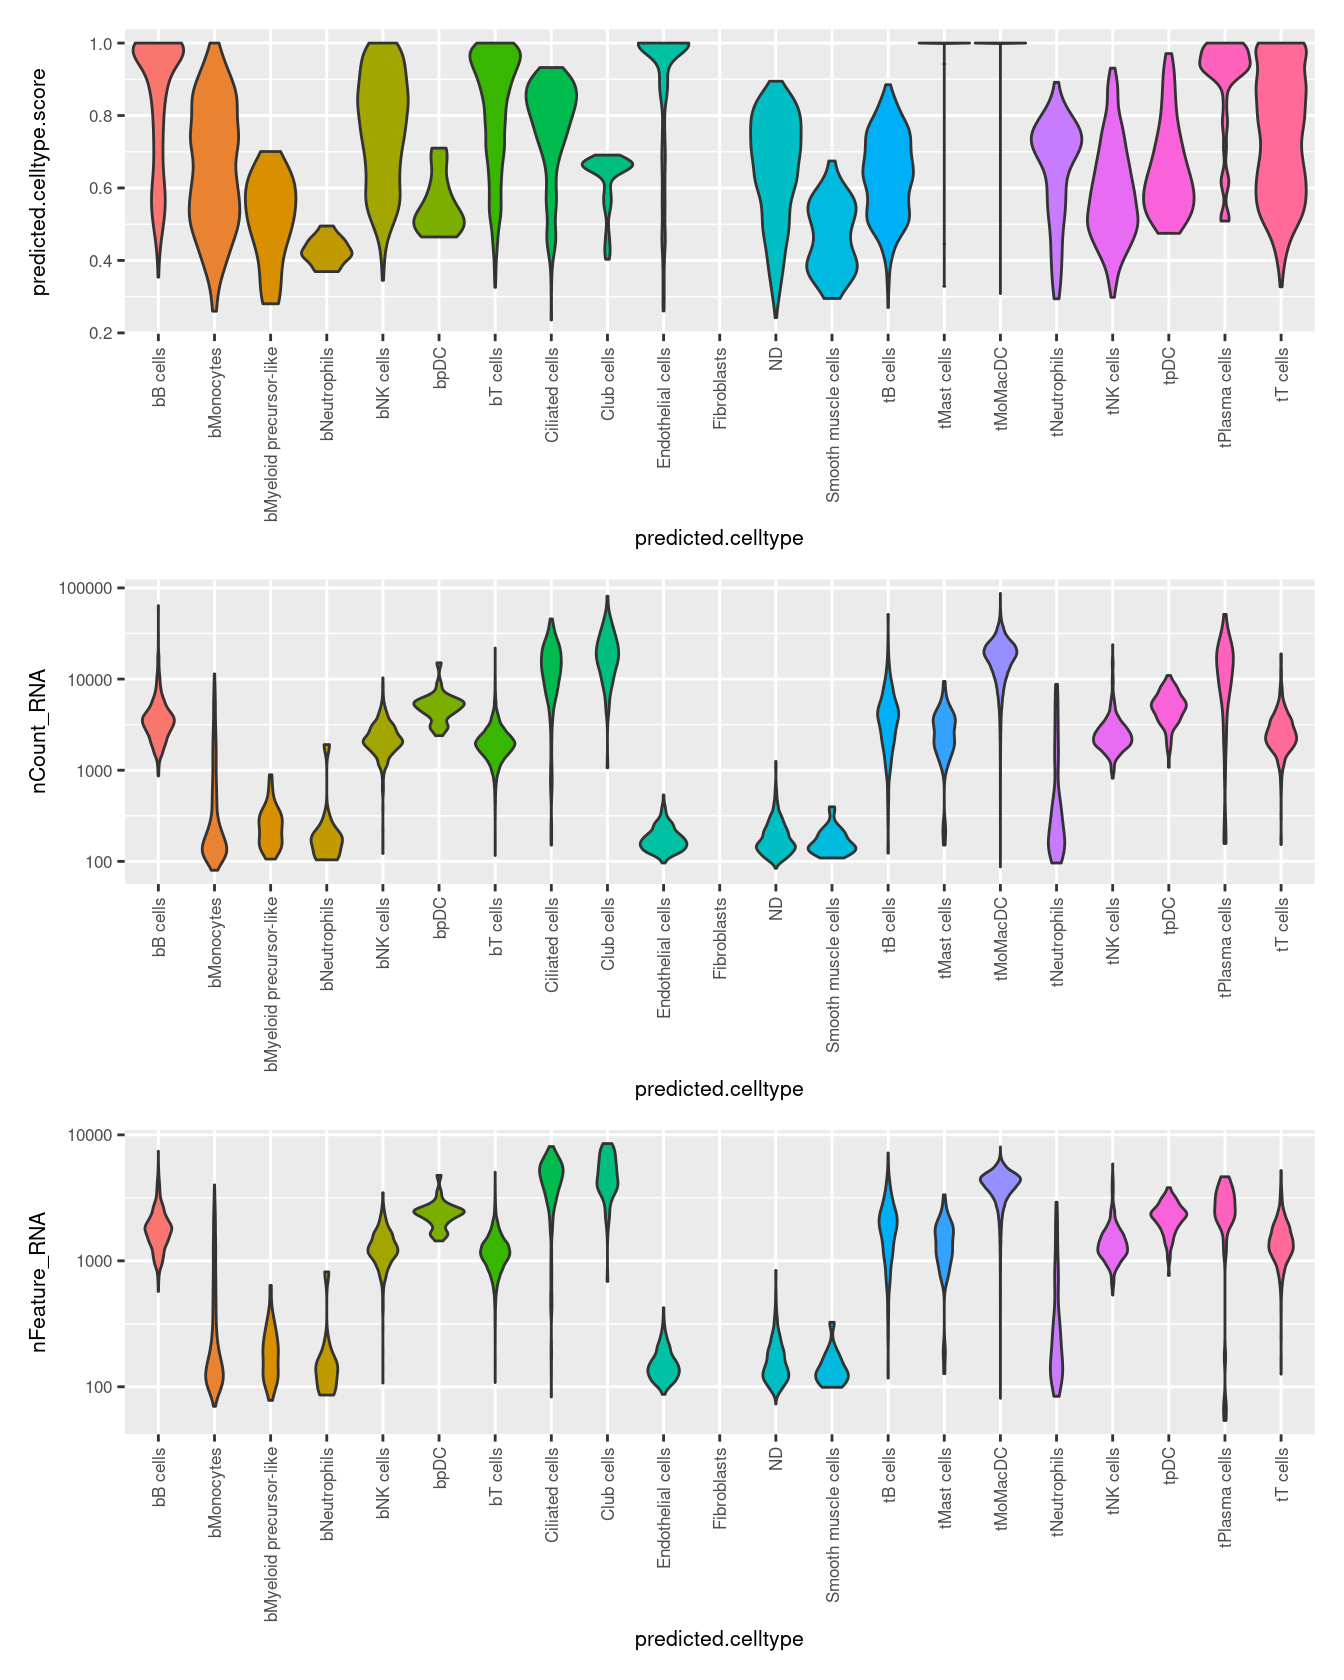 predicted.celltype.score
1.0
0.8
0.6
0.4
0.2
bB cells
bMonocytes
bMyeloid precursor-like
bNeutrophils
bNK cells
bpDC
bT cells
Ciliated cells
Club cells
Endothelial cells
Fibroblasts
ND
Smooth muscle cells
tB cells
tMast cells
tMoMacDC
tNeutrophils
tNK cells
tpDC
tPlasma cells
tT cells
predicted.celltype
nCount_RNA
100000
10000
1000
100
bB cells
bMonocytes
bMyeloid precursor-like
bNeutrophils
bNK cells
bpDC
bT cells
Ciliated cells
Club cells
Endothelial cells
Fibroblasts
ND
Smooth muscle cells
tB cells
tMast cells
tMoMacDC
tNeutrophils
tNK cells
tpDC
tPlasma cells
tT cells
predicted.celltype
nFeature_RNA
10000
1000
100
bB cells
bMonocytes
bMyeloid precursor-like
bNeutrophils
bNK cells
bpDC
bT cells
Ciliated cells
Club cells
Endothelial cells
Fibroblasts
ND
Smooth muscle cells
tB cells
tMast cells
tMoMacDC
tNeutrophils
tNK cells
tpDC
tPlasma cells
tT cells
predicted.celltype